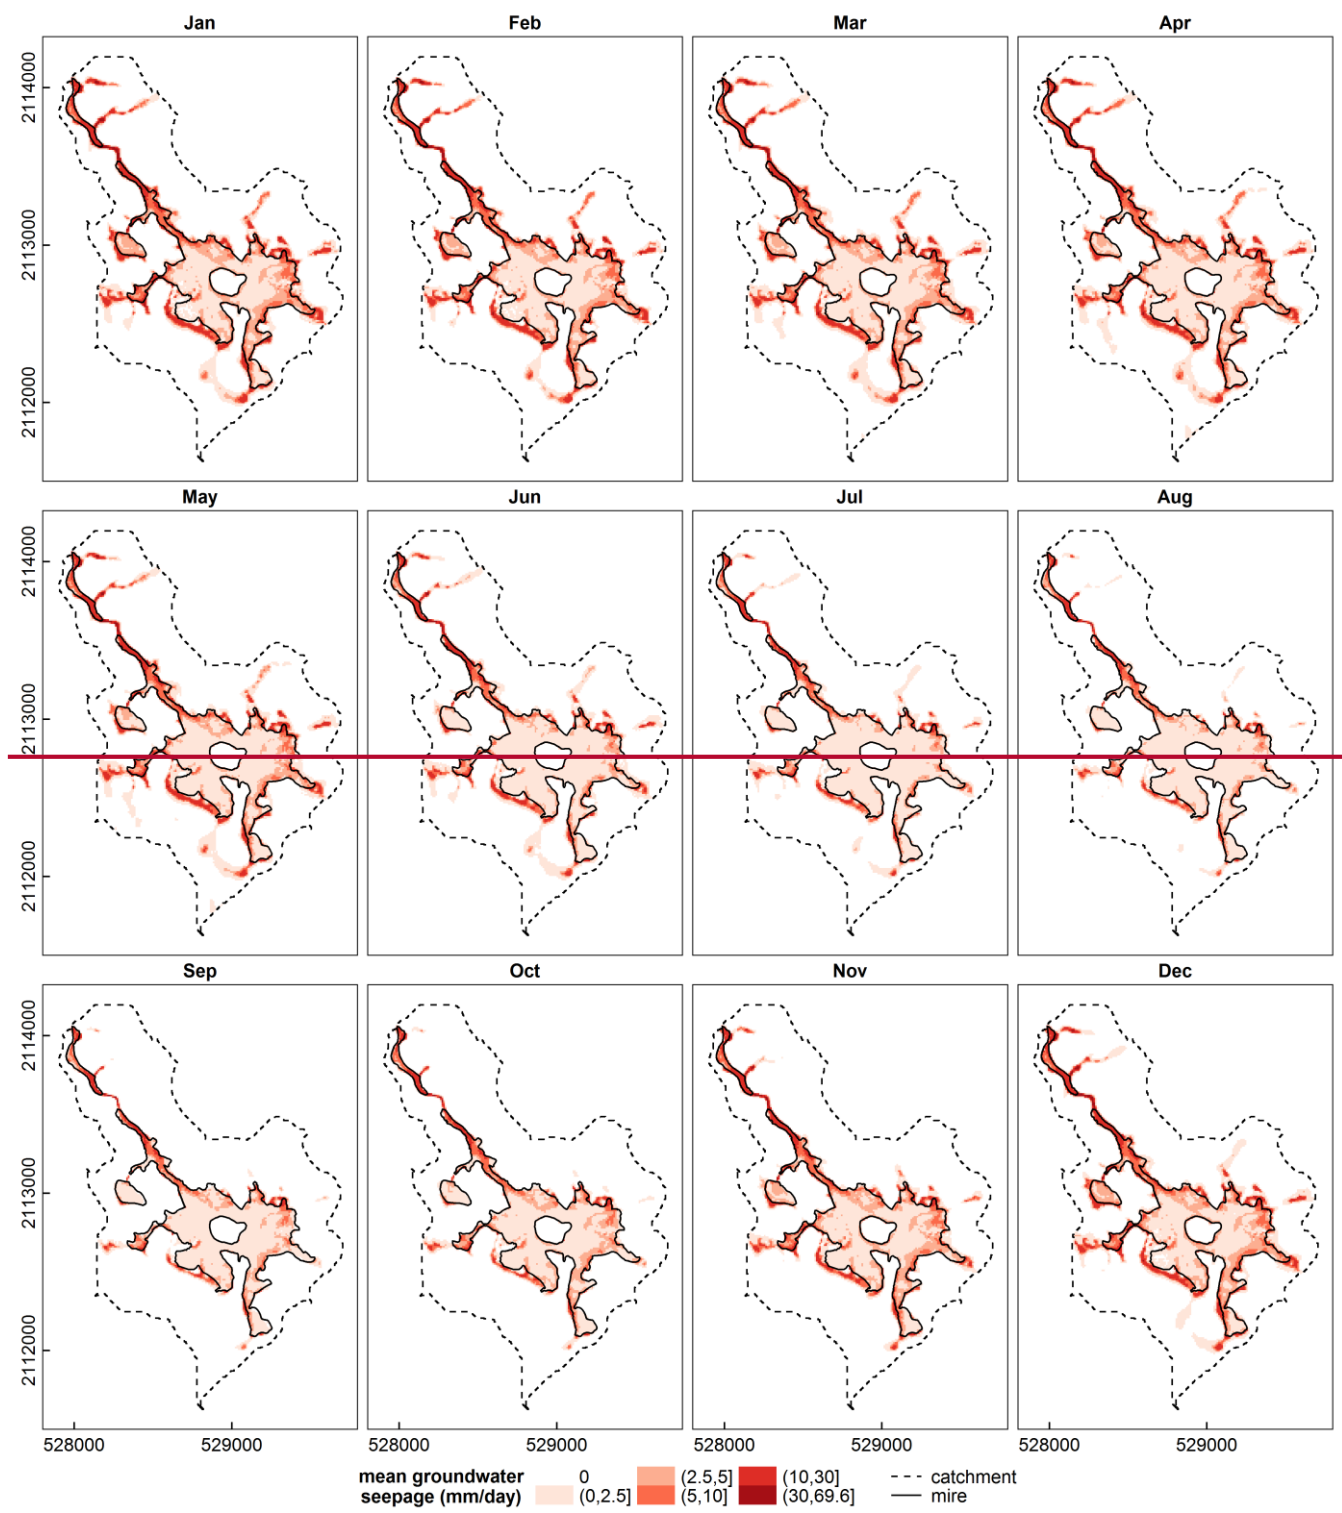 Jan Feb Mar Apr
2114000
2113000
2112000
May Jun Jul Aug
2114000
2113000
2112000
Sep Oct Nov Dec
2114000
2113000
2112000
528000 529000 528000 529000 528000 529000 528000 529000
mean groundwater 0 (2.5,5] (10,30] catchment
seepage (mm/day) (0,2.5] (5,10] (30,69.6] mire